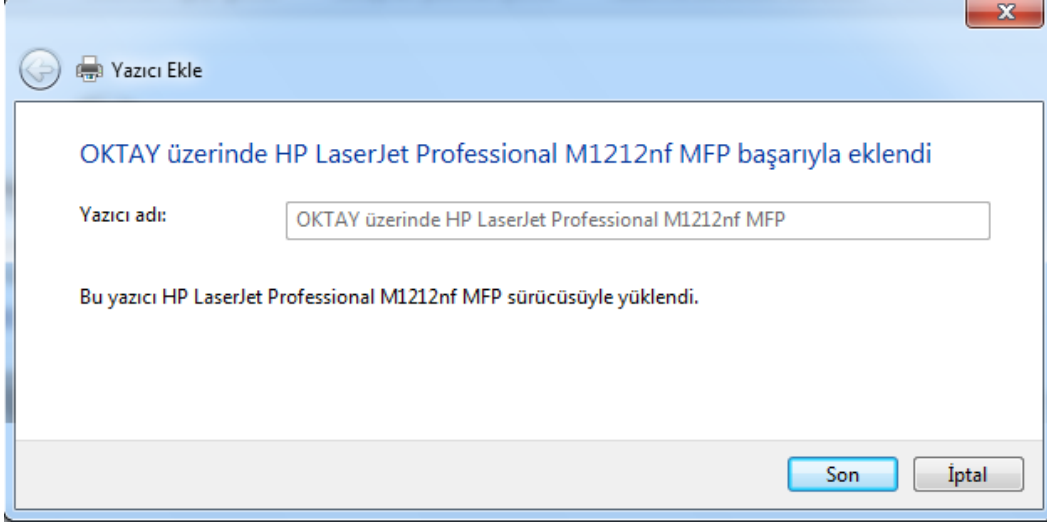 Yazıcı Ekle
OKTAY üzerinde HP LaserJet Professional M1212nf MFP başarıyla eklendi
Yazıcı adı:
OKTAY üzerinde HP LaserJet Professional M1212nf MFP
Bu yazıcı HP LaserJet Professional M1212nf MFP sürücüsüyle yüklendi.
Son
İptal